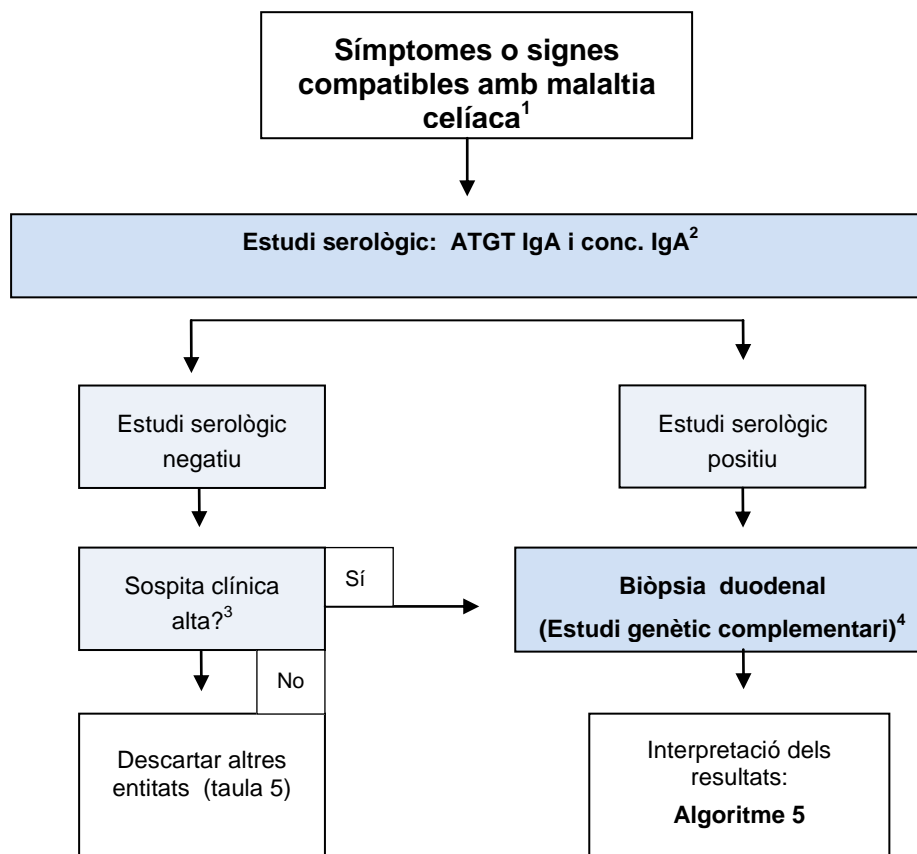 Símptomes o signes
compatibles amb malaltia
celíaca1
Estudi serològic: ATGT IgA i conc. IgA2
Estudi serològic
negatiu
Estudi serològic
positiu
Sospita clínica
alta?3
Sí
Biòpsia duodenal
(Estudi genètic complementari)4
No
Descartar altres
entitats (taula 5)
Interpretació dels
resultats:
Algoritme 5